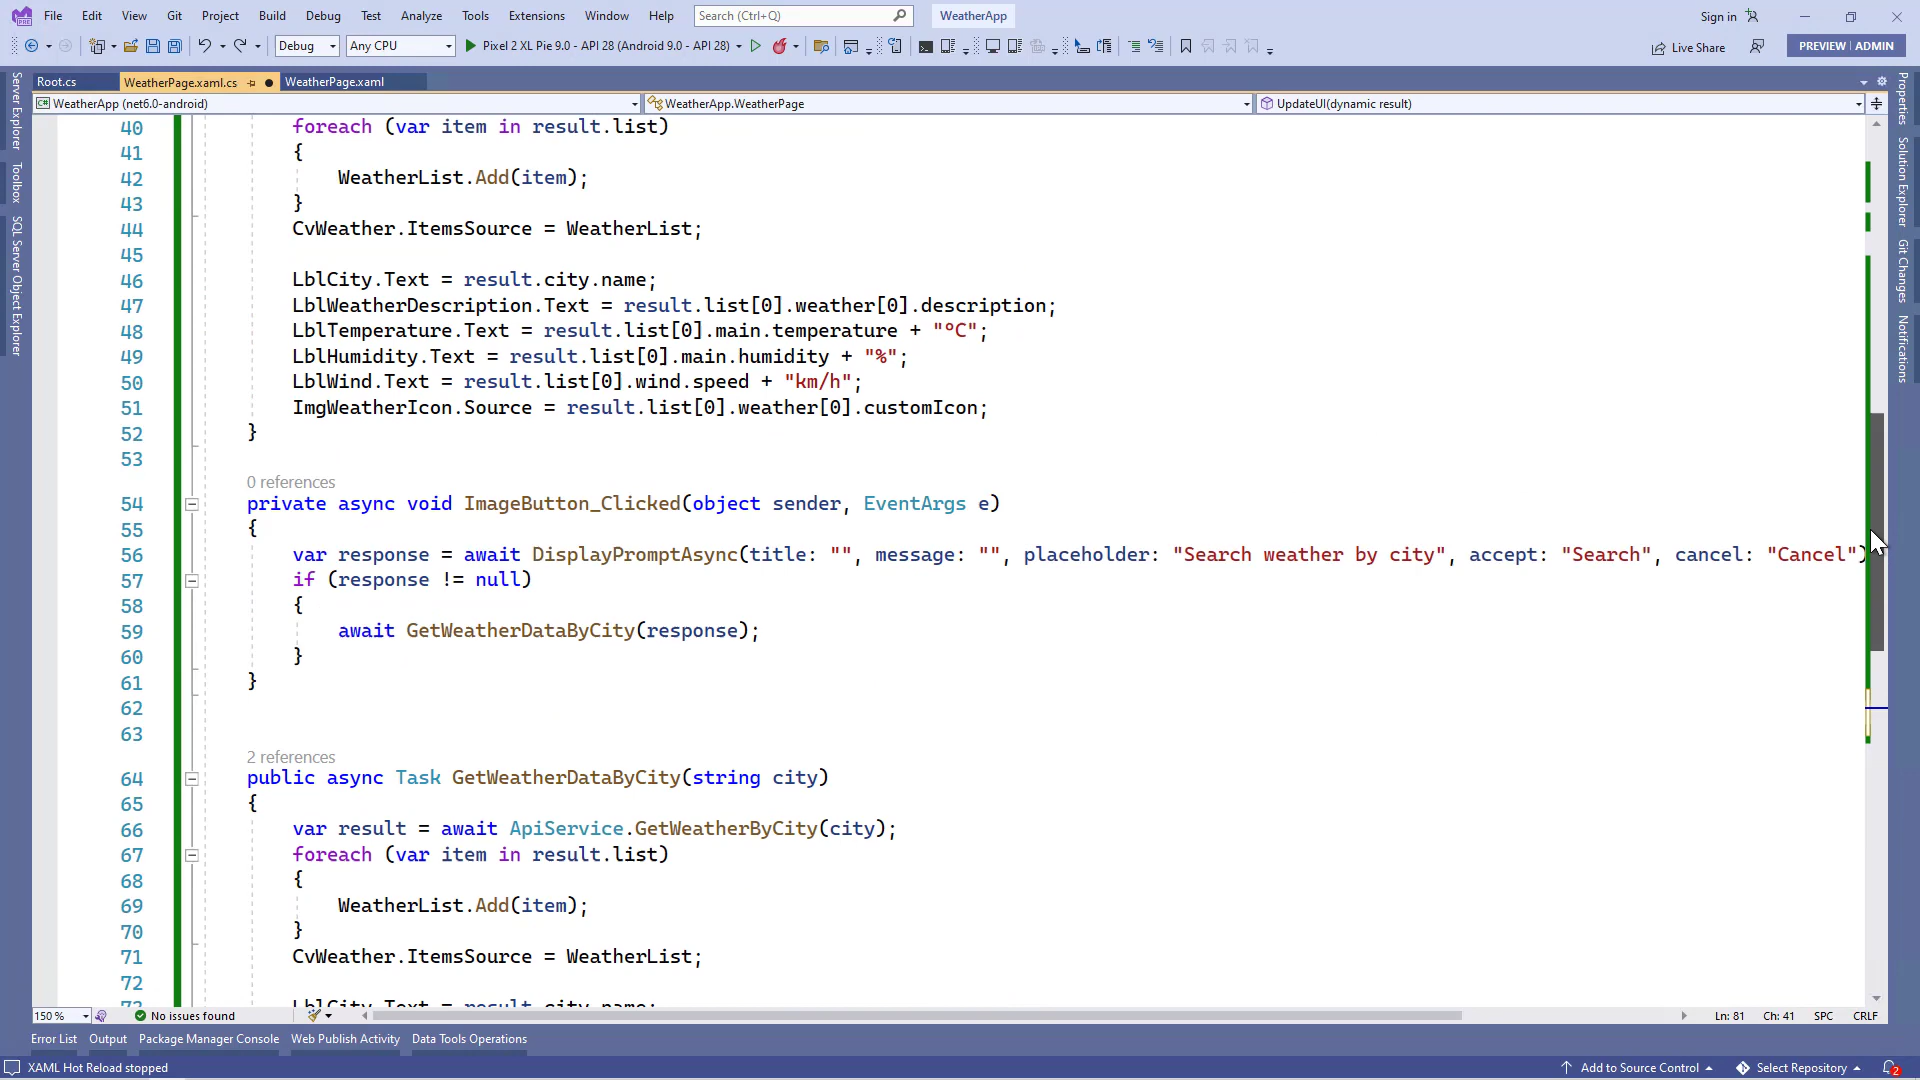 File Edit View Git Project Build Debug Test Analyze Tools Extensions Window Help Search (Ctrl+Q) WeatherApp Sign in
Debug Any CPU Pixel 2 XL Pie 9.0 - API 28 (Android 9.0 - API 28) Live Share PREVIEW | ADMIN
Root.cs WeatherPage.xaml.cs WeatherPage.xaml
WeatherApp (net6.0-android) WeatherApp.WeatherPage UpdateUI(dynamic result)
Server Explorer
Toolbox
SQL Server Object Explorer
40 foreach (var item in result.list)
41 {
42 WeatherList.Add(item);
43 }
44 CvWeather.ItemsSource = WeatherList;
45
46 LblCity.Text = result.city.name;
47 LblWeatherDescription.Text = result.list[0].weather[0].description;
48 LblTemperature.Text = result.list[0].main.temperature + "°C";
49 LblHumidity.Text = result.list[0].main.humidity + "%";
50 LblWind.Text = result.list[0].wind.speed + "km/h";
51 ImgWeatherIcon.Source = result.list[0].weather[0].customIcon;
52 }
53
0 references
54 private async void ImageButton_Clicked(object sender, EventArgs e)
55 {
56 var response = await DisplayPromptAsync(title: "", message: "", placeholder: "Search weather by city", accept: "Search", cancel: "Cancel")
57 if (response != null)
58 {
59 await GetWeatherDataByCity(response);
60 }
61 }
62
63
2 references
64 public async Task GetWeatherDataByCity(string city)
65 {
66 var result = await ApiService.GetWeatherByCity(city);
67 foreach (var item in result.list)
68 {
69 WeatherList.Add(item);
70 }
71 CvWeather.ItemsSource = WeatherList;
72
73 LblCity.Text = result.city.name;
Properties
Solution Explorer
Git Changes
Notifications
150 % No issues found Ln: 81 Ch: 41 SPC CRLF
Error List Output Package Manager Console Web Publish Activity Data Tools Operations
XAML Hot Reload stopped Add to Source Control Select Repository 2